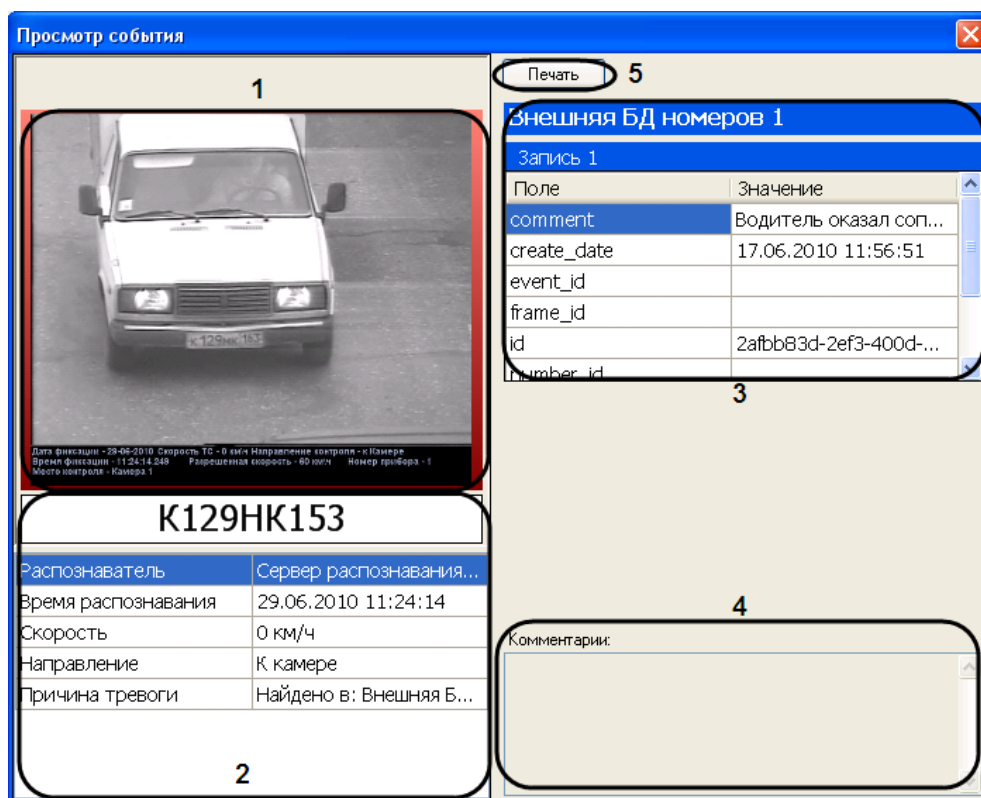 Просмотр события
1
Дата фиксации - 29-06-2010 Скорость ТС - 0 км/ч Направление контроля - к Камере
Время фиксации - 11:24:14.249 Разрешенная скорость - 60 км/ч Номер прибора - 1
Место контроля - Камера 1
к129нк 163
К129НК153
Распознаватель Сервер распознавания...
Время распознавания 29.06.2010 11:24:14
Скорость 0 км/ч
Направление К камере
Причина тревоги Найдено в: Внешняя Б...
2
Печать 5
Внешняя БД номеров 1
Запись 1
Поле Значение
comment Водитель оказал соп...
create_date 17.06.2010 11:56:51
event_id
frame_id
id 2afbb83d-2ef3-400d-...
number_id
3
4
Комментарии: